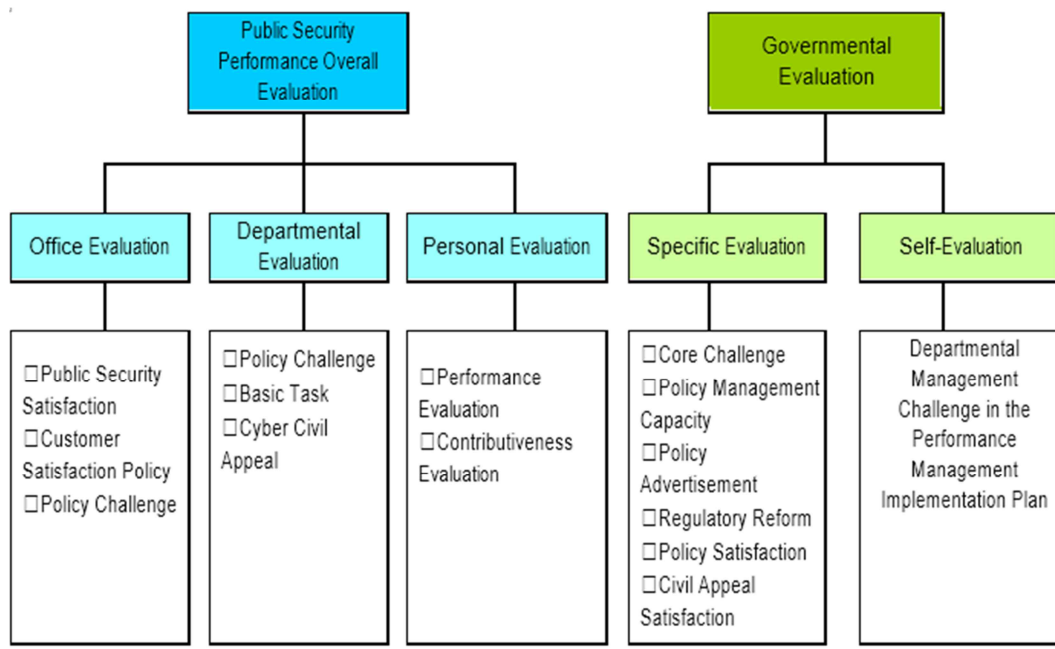 Public Security
Performance Overall
Evaluation
Governmental
Evaluation
Office Evaluation
Departmental
Evaluation
Personal Evaluation
Specific Evaluation
Self-Evaluation
□Public Security
Satisfaction
□Customer
Satisfaction Policy
□Policy Challenge
□Policy Challenge
□Basic Task
□Cyber Civil
Appeal
□Performance
Evaluation
□Contributiveness
Evaluation
□Core Challenge
□Policy Management
Capacity
□Policy
Advertisement
□Regulatory Reform
□Policy Satisfaction
□Civil Appeal
Satisfaction
Departmental
Management
Challenge in the
Performance
Management
Implementation Plan